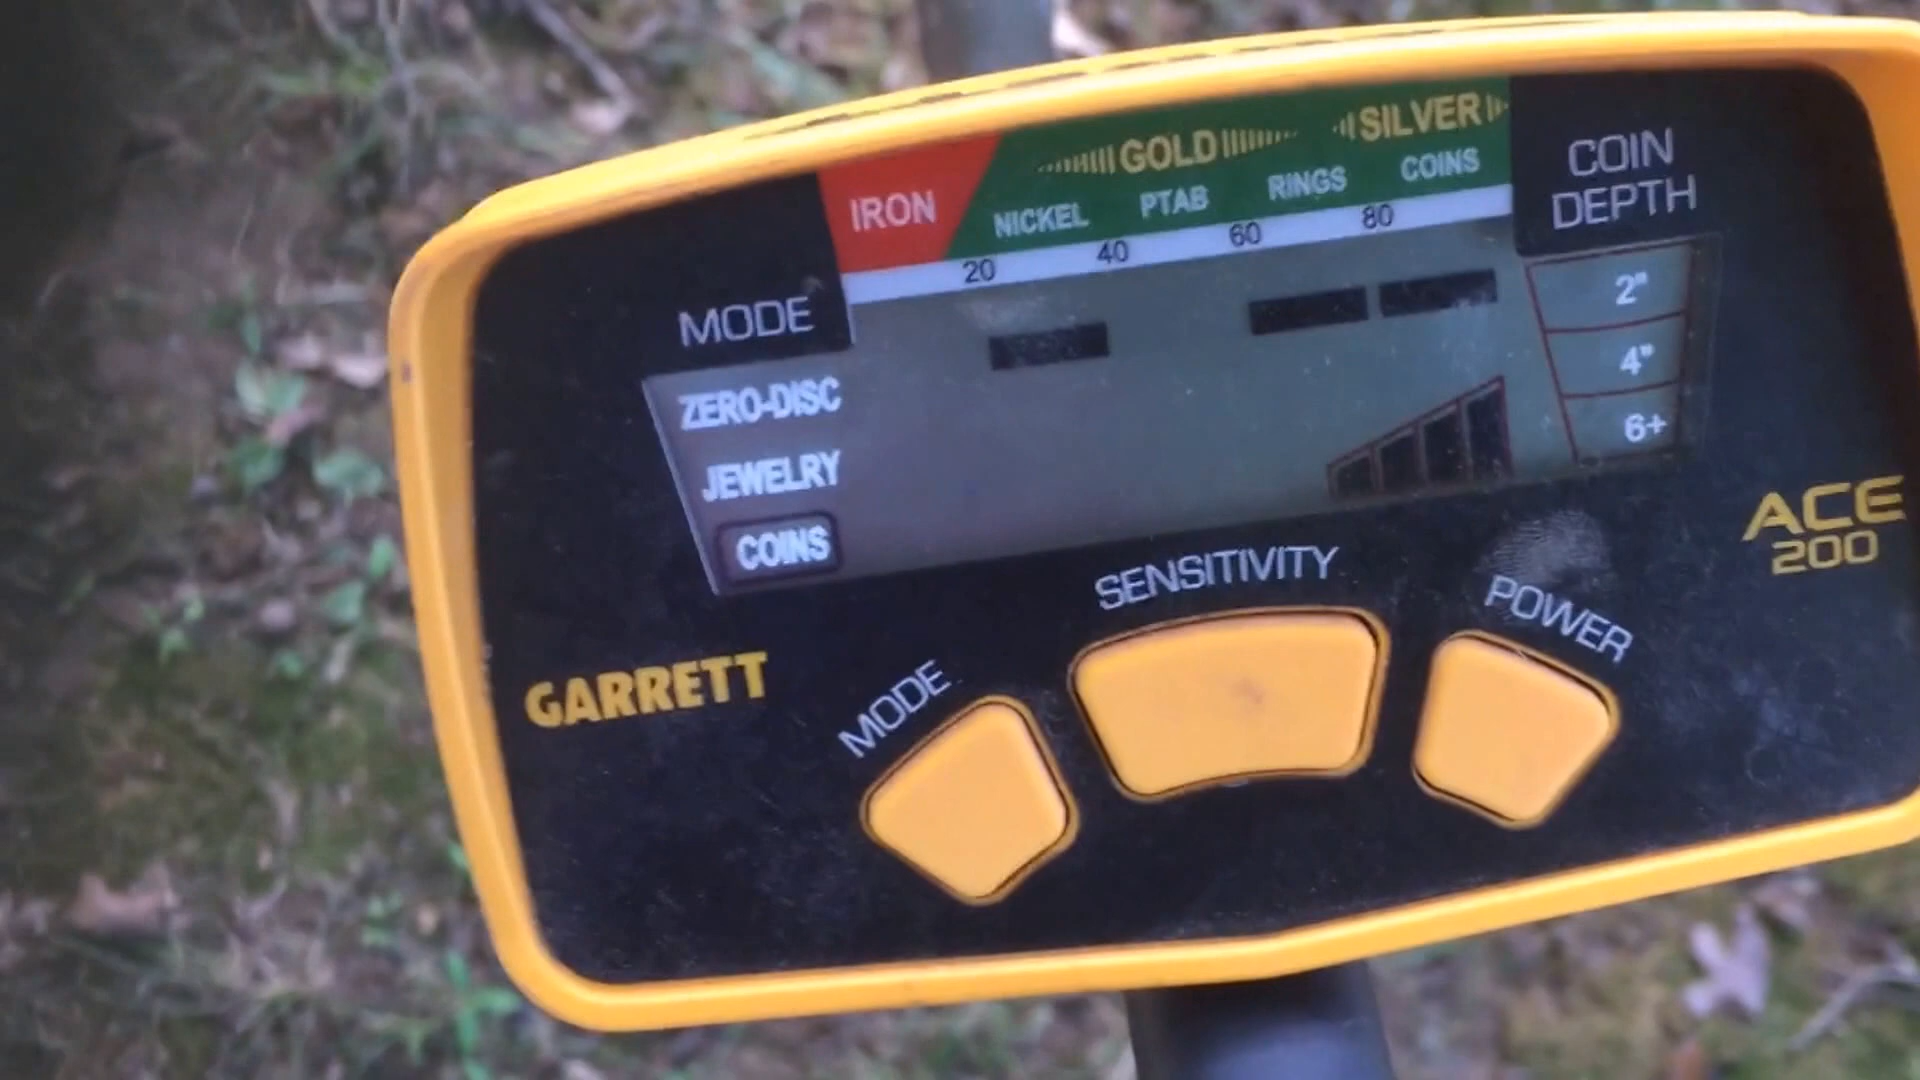 GOLD SILVER
IRON NICKEL PTAB RINGS COINS
20 40 60 80
COIN
DEPTH
MODE
2"
4"
6+
ZERO-DISC
JEWELRY
COINS
ACE
200
GARRETT
MODE
SENSITIVITY
POWER